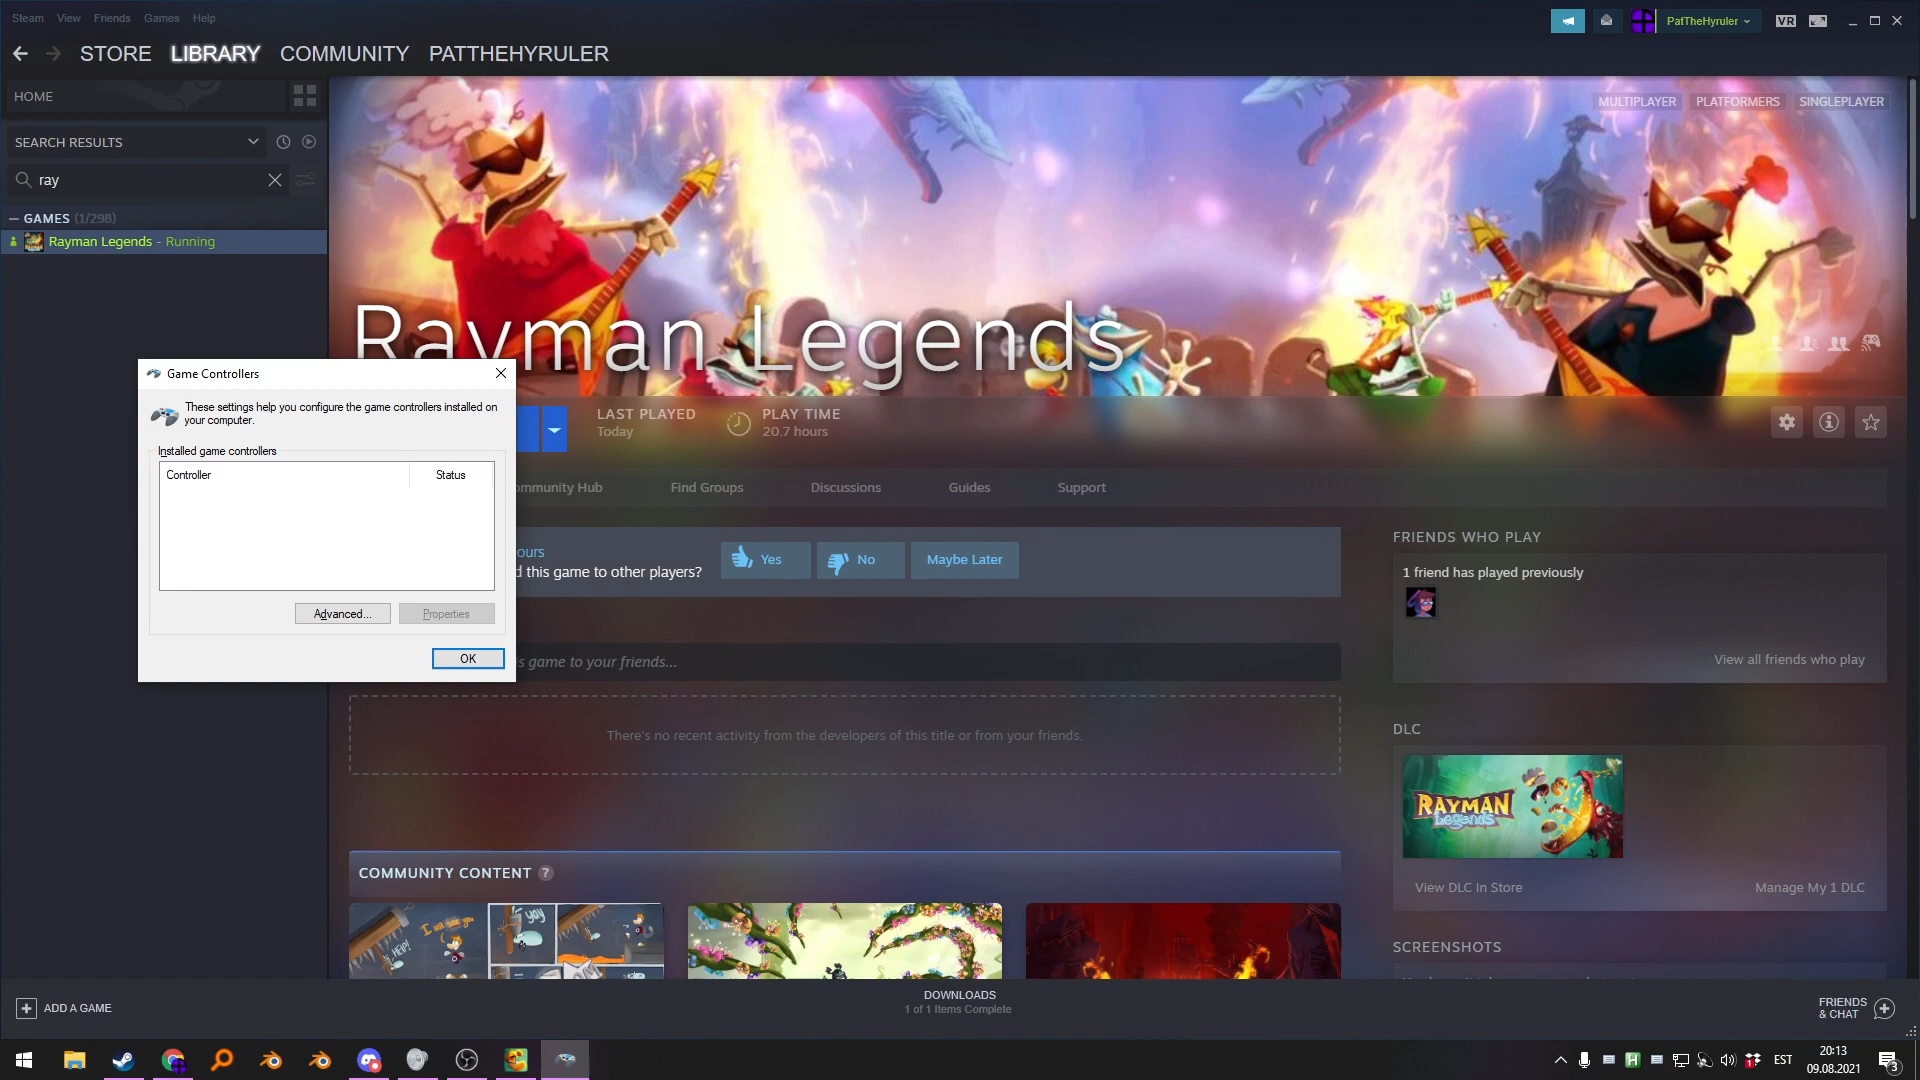 Steam View Friends Games Help
PatTheHyruler
VR
STORE LIBRARY COMMUNITY PATTHEHYRULER
HOME
MULTIPLAYER PLATFORMERS SINGLEPLAYER
SEARCH RESULTS
ray
— GAMES (1/298)
Rayman Legends - Running
Rayman Legends
Game Controllers
These settings help you configure the game controllers installed on
your computer.
Installed game controllers
Controller Status
Advanced... Properties
OK
LAST PLAYED
Today
PLAY TIME
20.7 hours
ommunity Hub Find Groups Discussions Guides Support
ours
d this game to other players?
Yes No Maybe Later
s game to your friends...
There's no recent activity from the developers of this title or from your friends.
FRIENDS WHO PLAY
1 friend has played previously
View all friends who play
DLC
RAYMAN
Legends
View DLC In Store Manage My 1 DLC
SCREENSHOTS
COMMUNITY CONTENT ?
HELP!
I will save you
yay
ADD A GAME
DOWNLOADS
1 of 1 Items Complete
FRIENDS
& CHAT
EST
20:13
09.08.2021
3